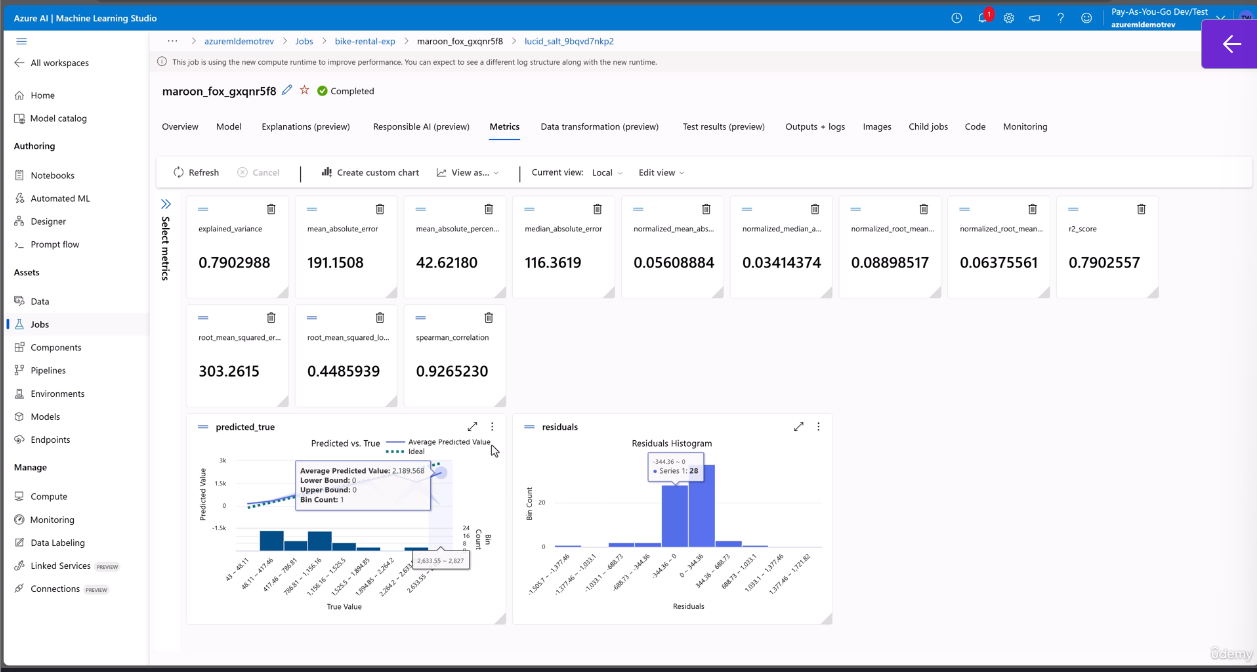 Azure AI | Machine Learning Studio
1
?
Pay-As-You-Go Dev/Test
azuremldemotrev
TW
··· > azuremldemotrev > Jobs > bike-rental-exp > maroon_fox_gxqnr5f8 > lucid_salt_9bqvd7nkp2
All workspaces
This job is using the new compute runtime to improve performance. You can expect to see a different log structure along with the new runtime.
maroon_fox_gxqnr5f8
Completed
Home
Model catalog
Authoring
Notebooks
Automated ML
Designer
Prompt flow
Assets
Data
Jobs
Components
Pipelines
Environments
Models
Endpoints
Manage
Compute
Monitoring
Data Labeling
Linked Services PREVIEW
Connections PREVIEW
Overview Model Explanations (preview) Responsible AI (preview) Metrics Data transformation (preview) Test results (preview) Outputs + logs Images Child jobs Code Monitoring
Refresh Cancel Create custom chart View as... Current view: Local Edit view
Select metrics
explained_variance
0.7902988
mean_absolute_error
191.1508
mean_absolute_percen...
42.62180
median_absolute_error
116.3619
normalized_mean_abs...
0.05608884
normalized_median_a...
0.03414374
normalized_root_mean...
0.08898517
normalized_root_mean...
0.06375561
r2_score
0.7902557
root_mean_squared_er...
303.2615
root_mean_squared_lo...
0.4485939
spearman_correlation
0.9265230
predicted_true
Predicted vs. True
Average Predicted Value
Ideal
Predicted Value
3k
1.5k
0
-1.5k
Average Predicted Value: 2,189.568
Lower Bound: 0
Upper Bound: 0
Bin Count: 1
24
16
8
Bin Count
2,633.55 ~ 2,827
43 ~ 48.11
48.11 ~ 417.46
417.46 ~ 786.81
786.81 ~ 1,156.16
1,156.16 ~ 1,525.5
1,525.5 ~ 1,894.85
1,894.85 ~ 2,264.2
2,264.2 ~ 2,633.5
2,633.55 ~
True Value
residuals
Residuals Histogram
-344.36 ~ 0
Series 1: 28
Bin Count
20
0
-1,505.7 ~ -1,377.46
-1,377.46 ~ -1,033.1
-1,033.1 ~ -688.73
-688.73 ~ -344.36
-344.36 ~ 0
0 ~ 344.36
344.36 ~ 688.73
688.73 ~ 1,033.1
1,033.1 ~ 1,377.46
1,377.46 ~ 1,721.82
Residuals
ûdemy